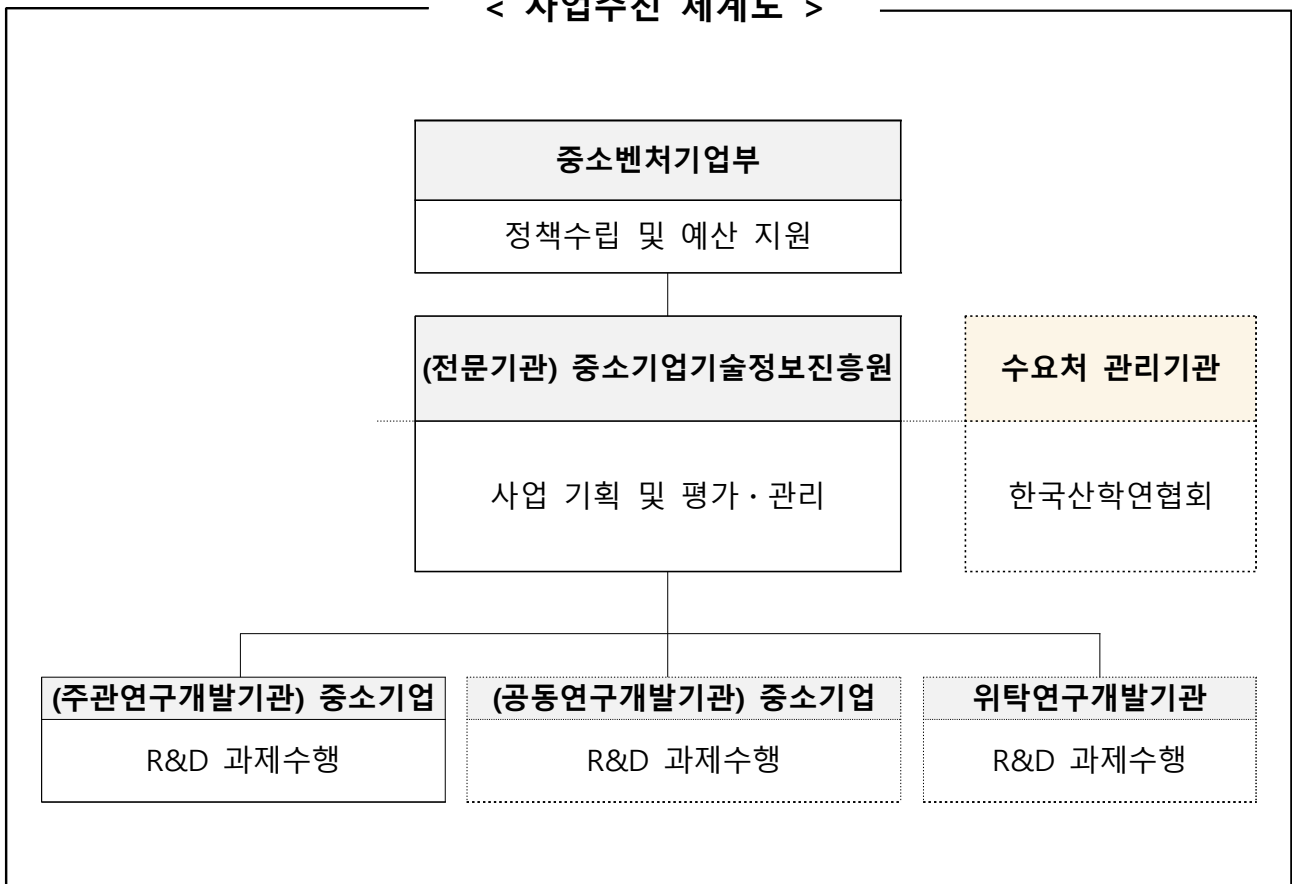 < 사업추진 체계도 >
중소벤처기업부
정책수립 및 예산 지원
(전문기관) 중소기업기술정보진흥원
수요처 관리기관
사업 기획 및 평가·관리
한국산학연협회
(주관연구개발기관) 중소기업
(공동연구개발기관) 중소기업
위탁연구개발기관
R&D 과제수행
R&D 과제수행
R&D 과제수행